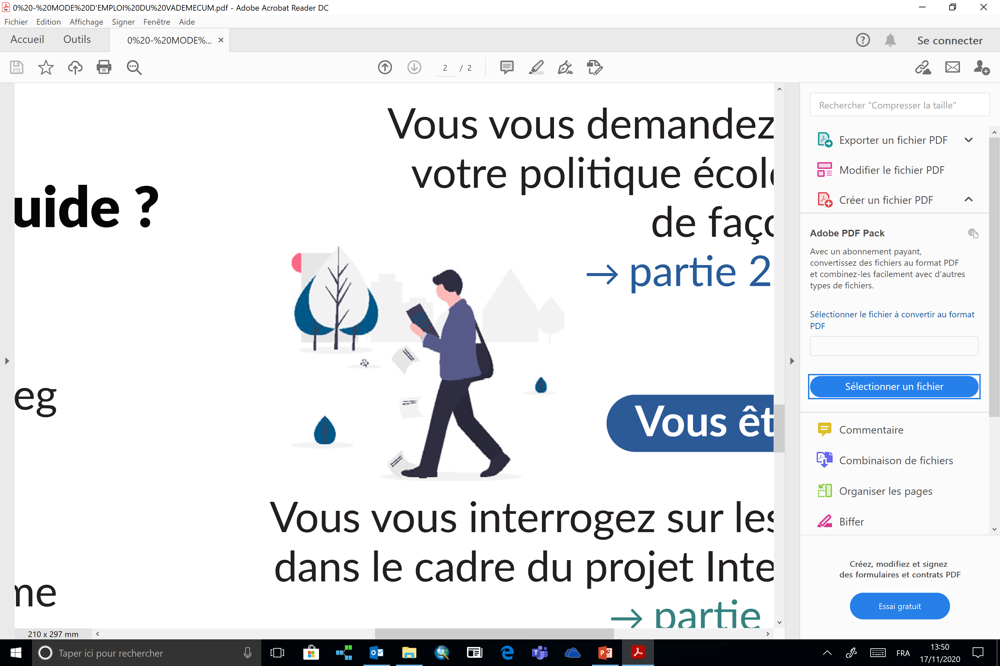 0%20-%20MODE%20D'EMPLOI%20DU%20VADEMECUM.pdf - Adobe Acrobat Reader DC
Fichier Edition Affichage Signer Fenêtre Aide
Accueil Outils 0%20-%20MODE%... × Se connecter
2 / 2
Vous vous demandez
votre politique écol
de faç
uide ?
→ partie 2
eg
Vous êt
Vous vous interrogez sur les
dans le cadre du projet Inte
me
→ partie
210 x 297 mm
Rechercher "Compresser la taille"
Exporter un fichier PDF
Modifier le fichier PDF
Créer un fichier PDF
Adobe PDF Pack
Avec un abonnement payant,
convertissez des fichiers au format PDF
et combinez-les facilement avec d’autres
types de fichiers.
Sélectionner le fichier à convertir au format
PDF
Sélectionner un fichier
Commentaire
Combinaison de fichiers
Organiser les pages
Biffer
Créez, modifiez et signez
des formulaires et contrats PDF
Essai gratuit
Taper ici pour rechercher
FRA
13:50
17/11/2020